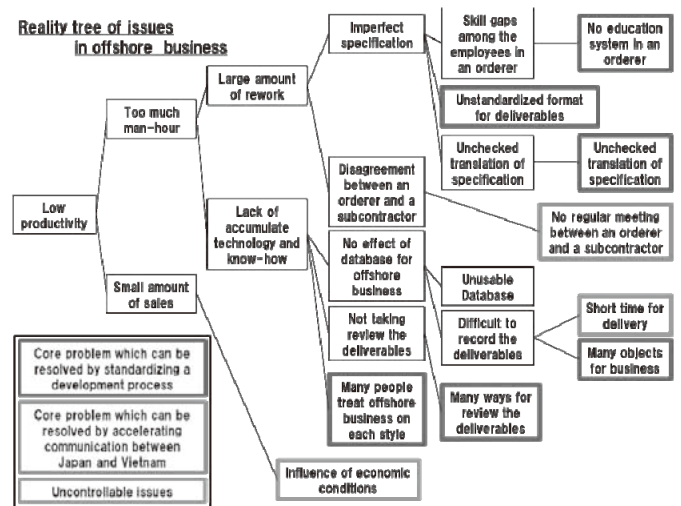 Reality tree of issues
in offshore business
Low
productivity
Too much
man-hour
Small amount
of sales
Large amount
of rework
Lack of
accumulate
technology and
know-how
Imperfect
specification
Disagreement
between an
orderer and a
subcontractor
No effect of
database for
offshore
business
Not taking
review the
deliverables
Many people
treat offshore
business on
each style
Influence of economic
conditions
Skill gaps
among the
employees in
an orderer
Unstandardized format
for deliverables
Unchecked
translation of
specification
Unusable
Database
Difficult to
record the
deliverables
Many ways for
review the
deliverables
No education
system in an
orderer
Unchecked
translation of
specification
No regular meeting
between an orderer
and a subcontractor
Short time for
delivery
Many objects
for business
Core problem which can be
resolved by standardizing a
development process
Core problem which can be
resolved by accelerating
communication between
Japan and Vietnam
Uncontrollable issues